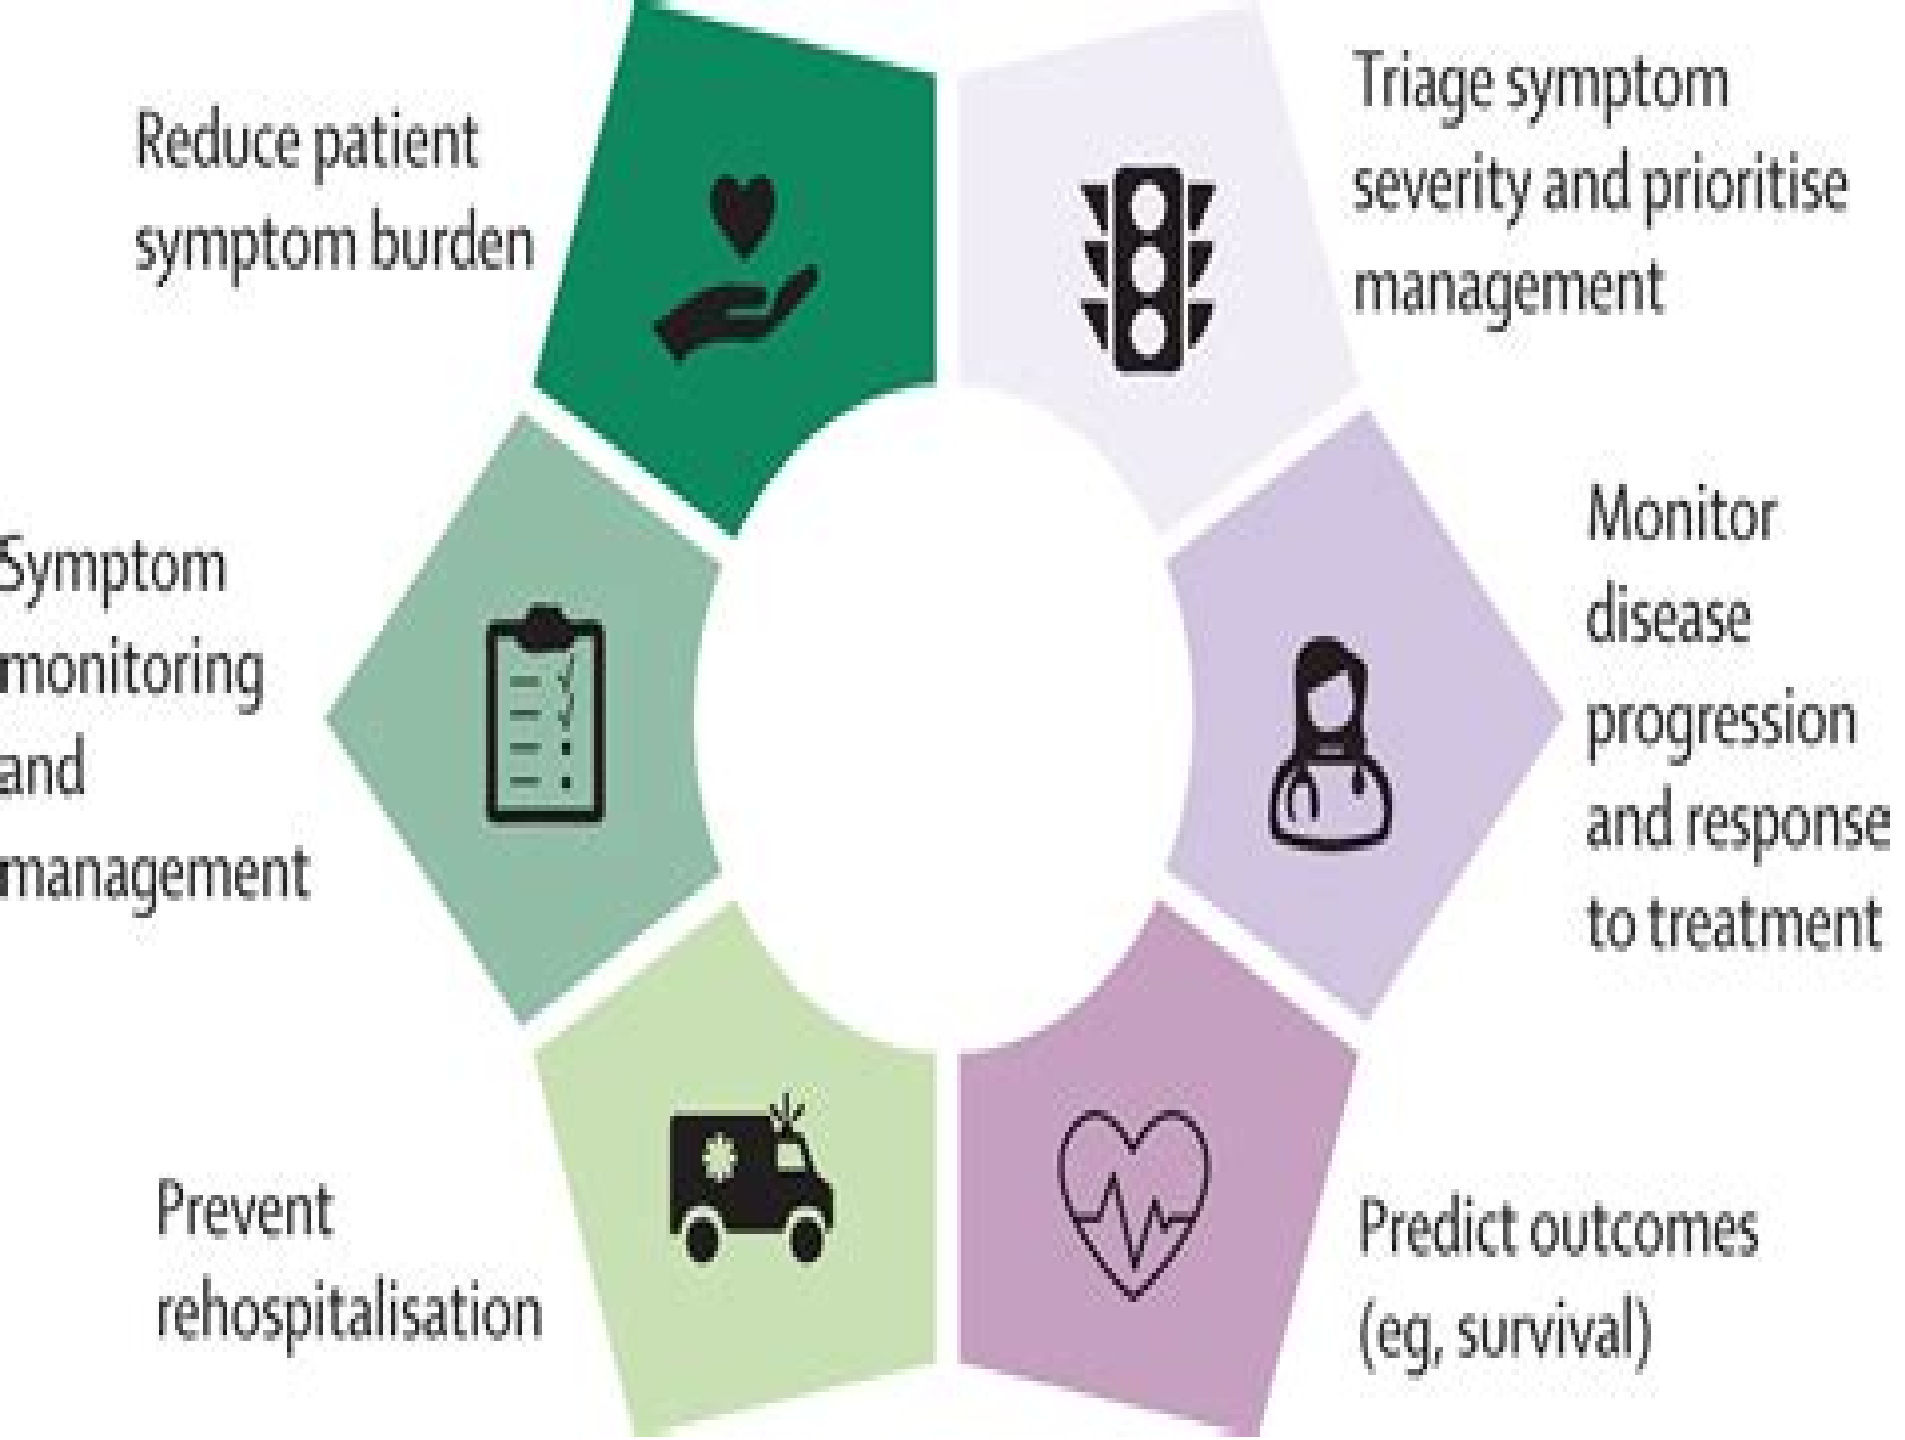 Reduce patient
symptom burden
Triage symptom
severity and prioritise
management
Symptom
monitoring
and
management
Monitor
disease
progression
and response
to treatment
Prevent
rehospitalisation
Predict outcomes
(eg, survival)